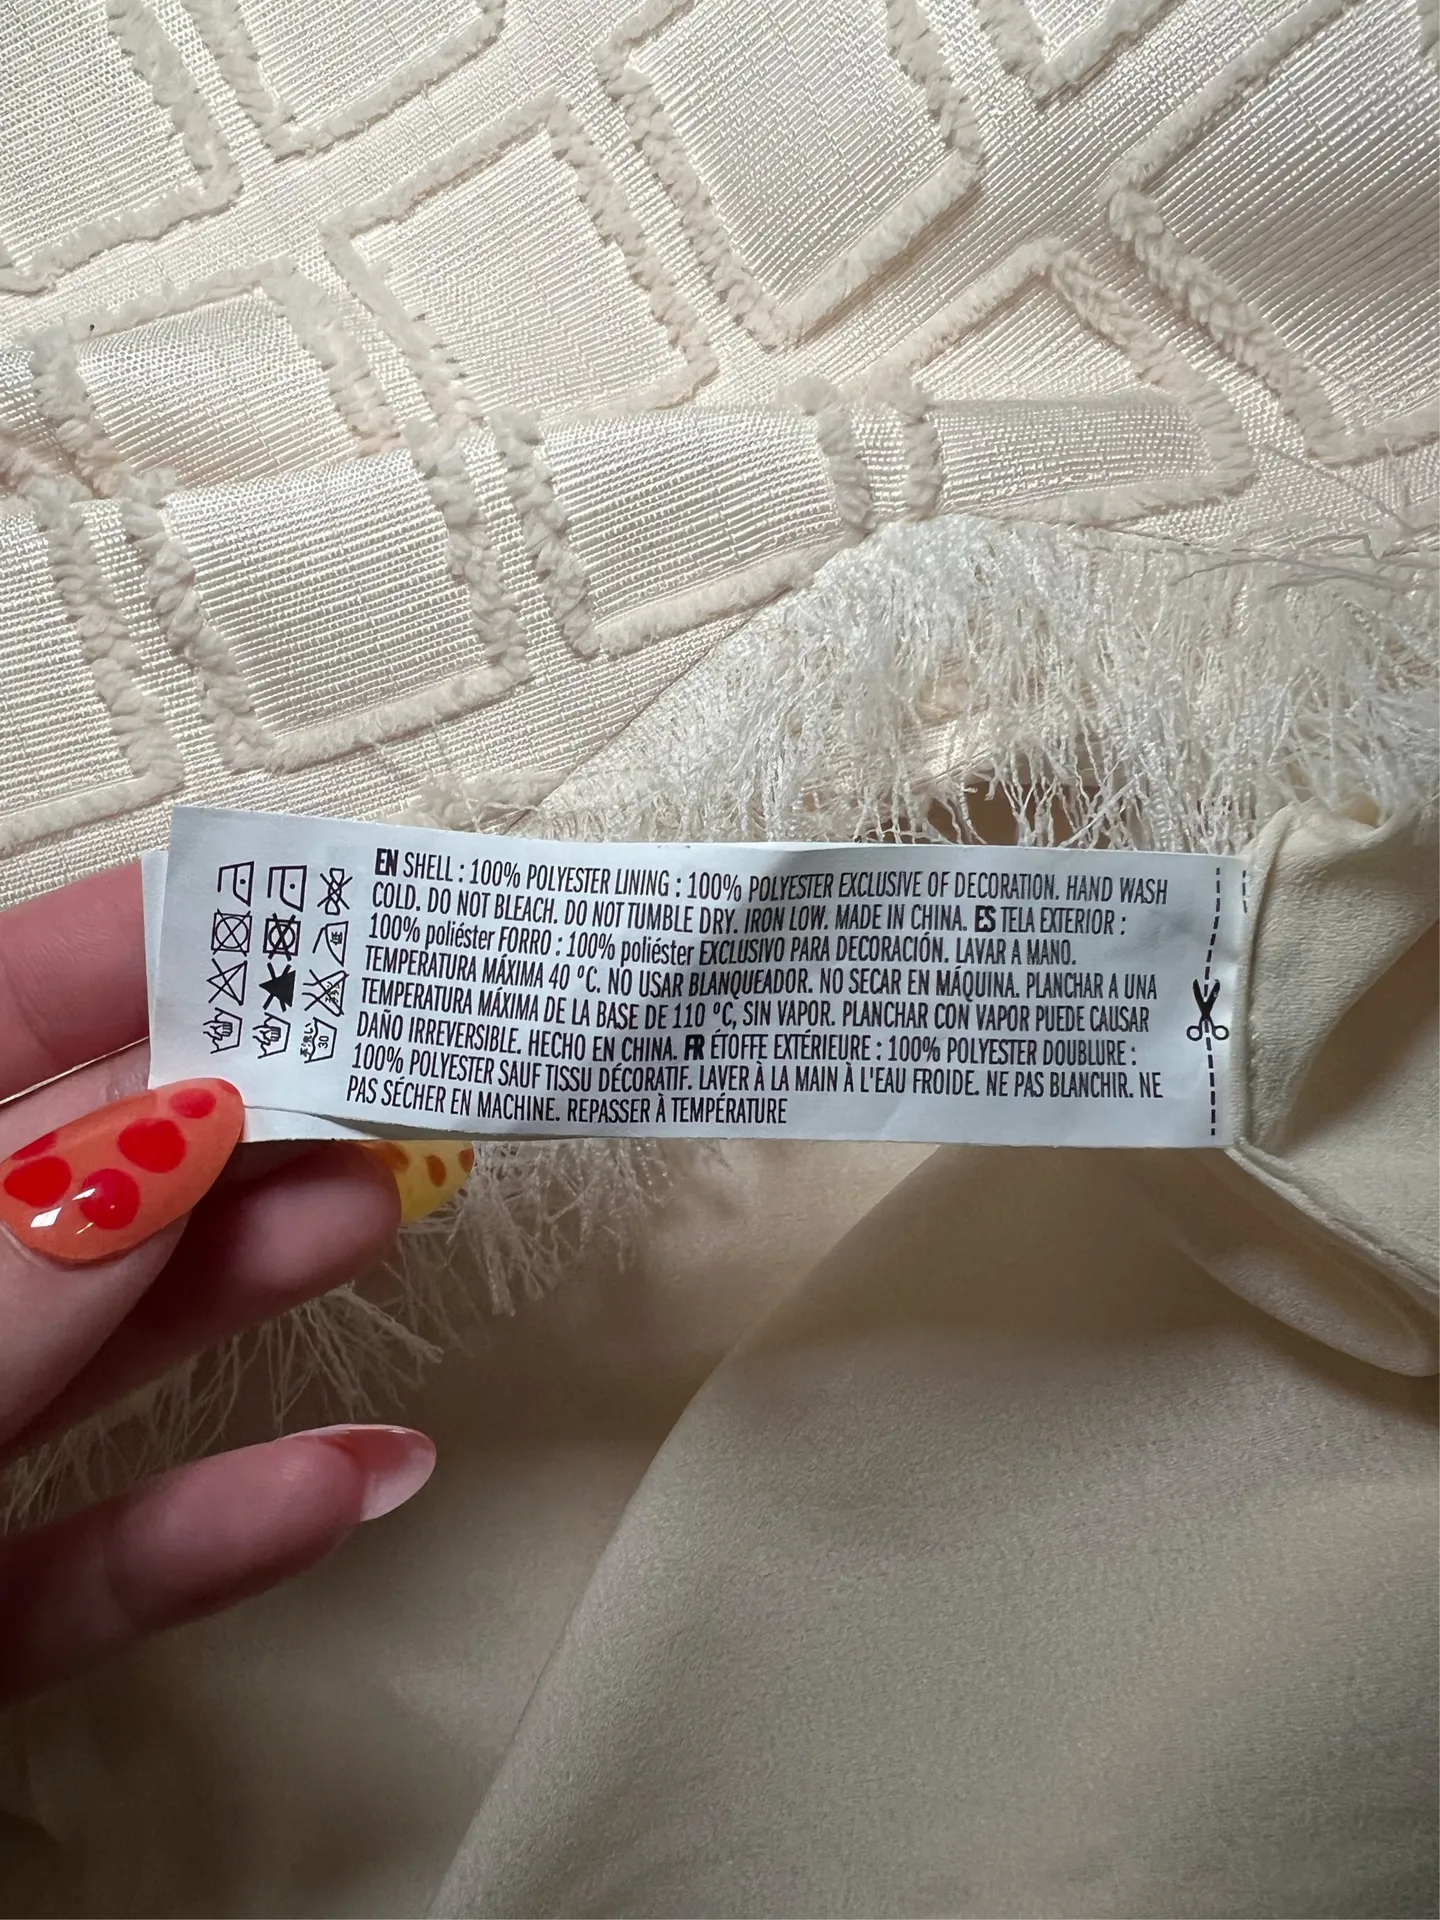 EN SHELL : 100% POLYESTER LINING : 100% POLYESTER EXCLUSIVE OF DECORATION. HAND WASH
COLD. DO NOT BLEACH. DO NOT TUMBLE DRY. IRON LOW. MADE IN CHINA. ES TELA EXTERIOR :
100% poliéster FORRO : 100% poliéster EXCLUSIVO PARA DECORACIÓN. LAVAR A MANO.
TEMPERATURA MÁXIMA 40 °C. NO USAR BLANQUEADOR. NO SECAR EN MÁQUINA. PLANCHAR A UNA
TEMPERATURA MÁXIMA DE LA BASE DE 110 °C, SIN VAPOR. PLANCHAR CON VAPOR PUEDE CAUSAR
DAÑO IRREVERSIBLE. HECHO EN CHINA. FR ÉTOFFE EXTÉRIEURE : 100% POLYESTER DOUBLURE :
100% POLYESTER SAUF TISSU DÉCORATIF. LAVER À LA MAIN À L'EAU FROIDE. NE PAS BLANCHIR. NE
PAS SÉCHER EN MACHINE. REPASSER À TEMPÉRATURE
30